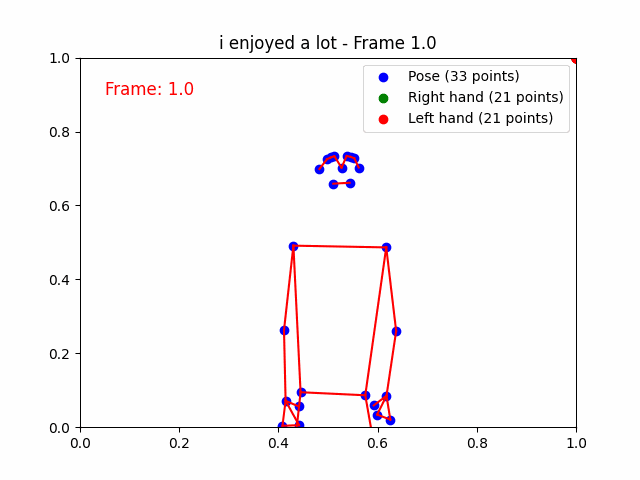 i enjoyed a lot - Frame 1.0
Frame: 1.0
Pose (33 points)
Right hand (21 points)
Left hand (21 points)
1.0
0.8
0.6
0.4
0.2
0.0
0.0 0.2 0.4 0.6 0.8 1.0